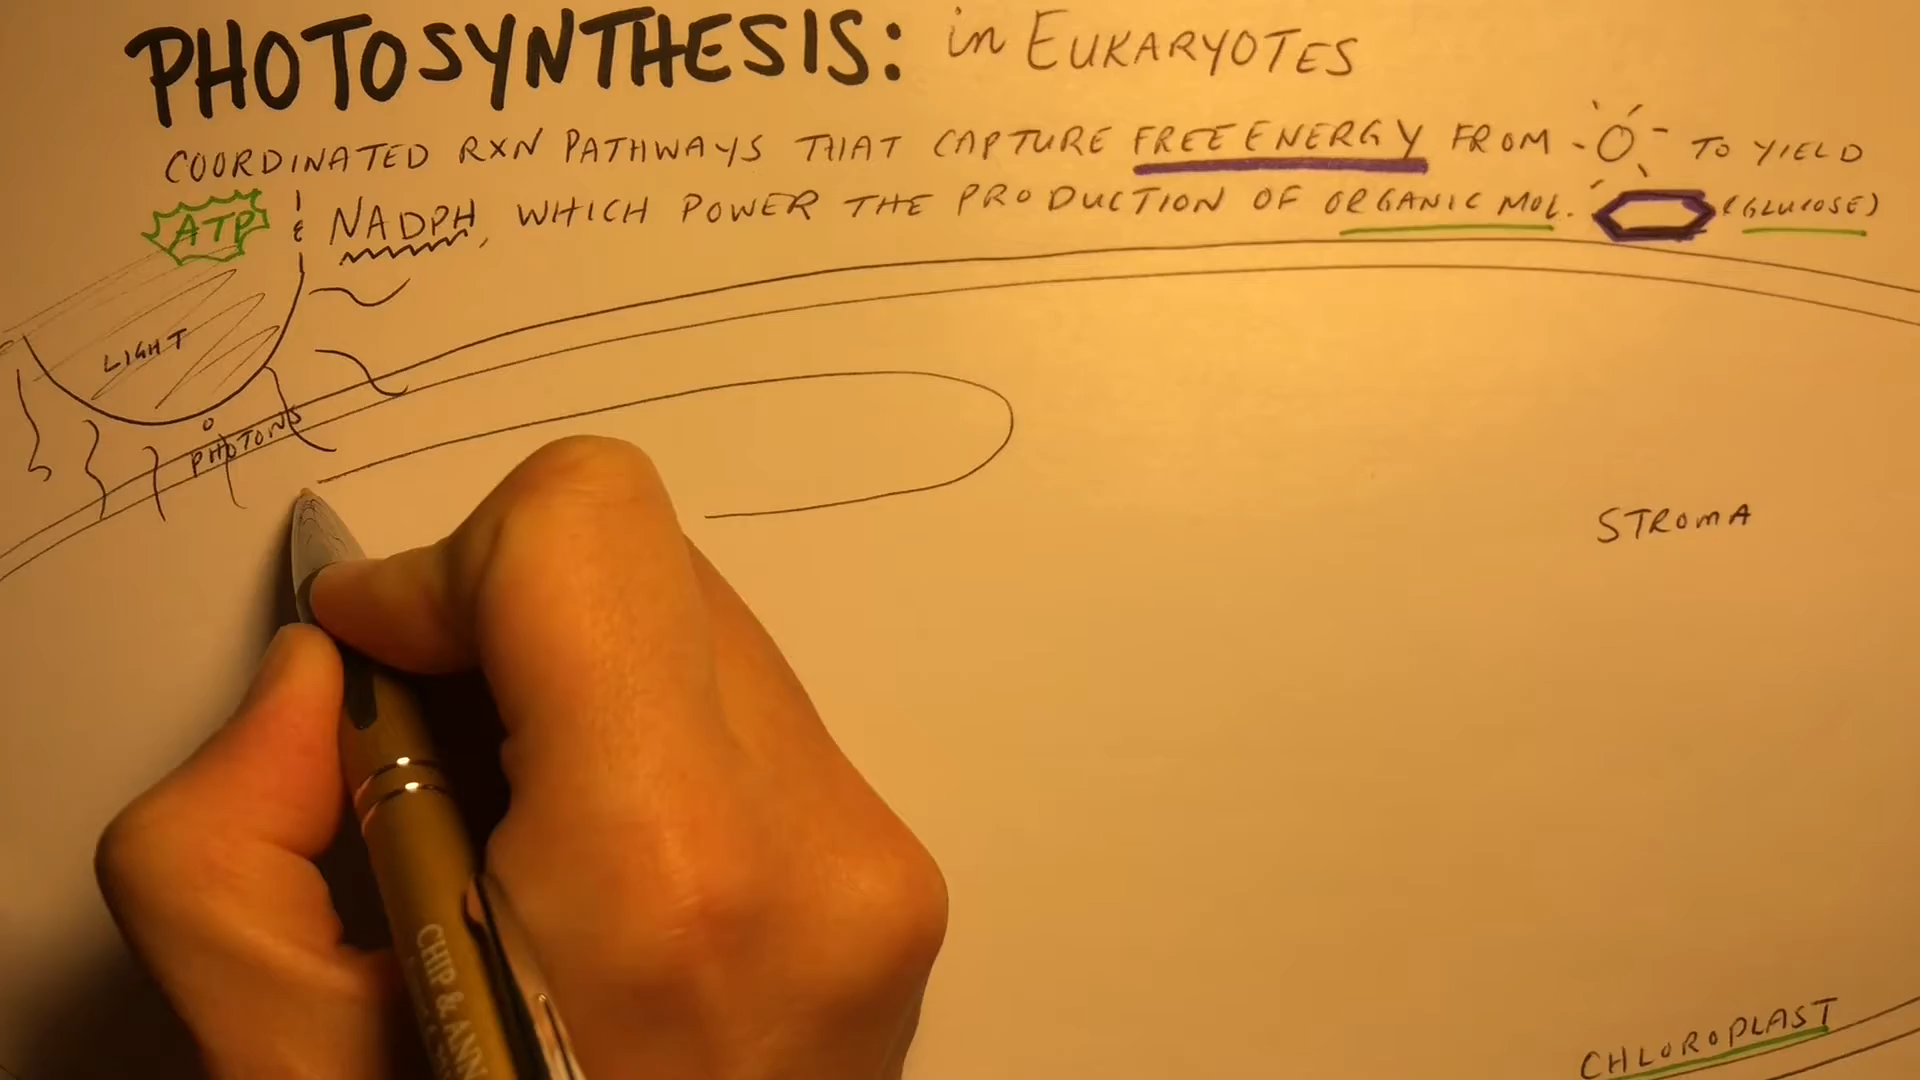 PHOTOSYNTHESIS: in EUKARYOTES
COORDINATED RXN PATHWAYS THAT CAPTURE FREE ENERGY FROM TO YIELD
ATP & NADPH, WHICH POWER THE PRODUCTION OF ORGANIC MOL. (GLUCOSE)
LIGHT
PHOTONS
STROMA
CHIP & ANN
CHLOROPLAST